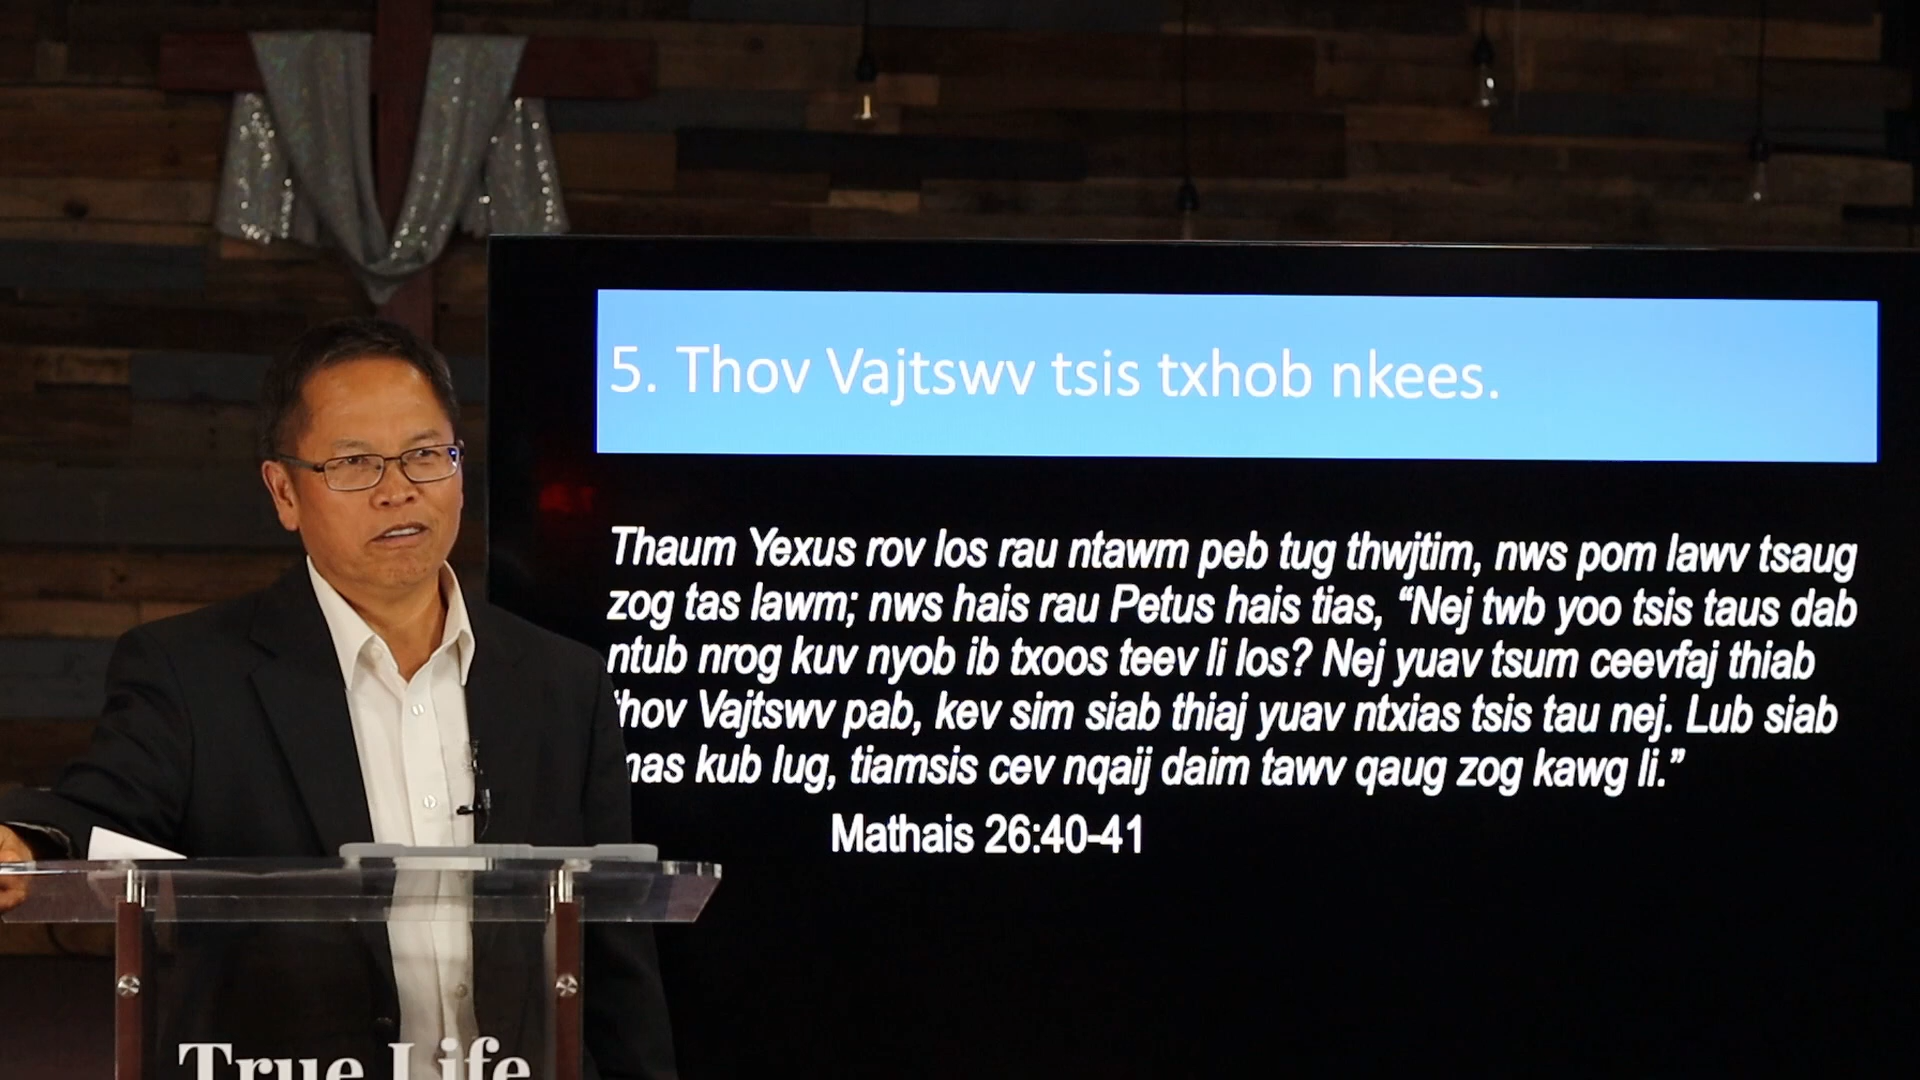 5. Thov Vajtswv tsis txhob nkees.
Thaum Yexus rov los rau ntawm peb tug thwjtim, nws pom lawv tsaug
zog tas lawm; nws hais rau Petus hais tias, “Nej twb yoo tsis taus dab
ntub nrog kuv nyob ib txoos teev li los? Nej yuav tsum ceevfaj thiab
thov Vajtswv pab, kev sim siab thiaj yuav ntxias tsis tau nej. Lub siab
mas kub lug, tiamsis cev nqaij daim tawv qaug zog kawg li.”
Mathais 26:40-41
True Life